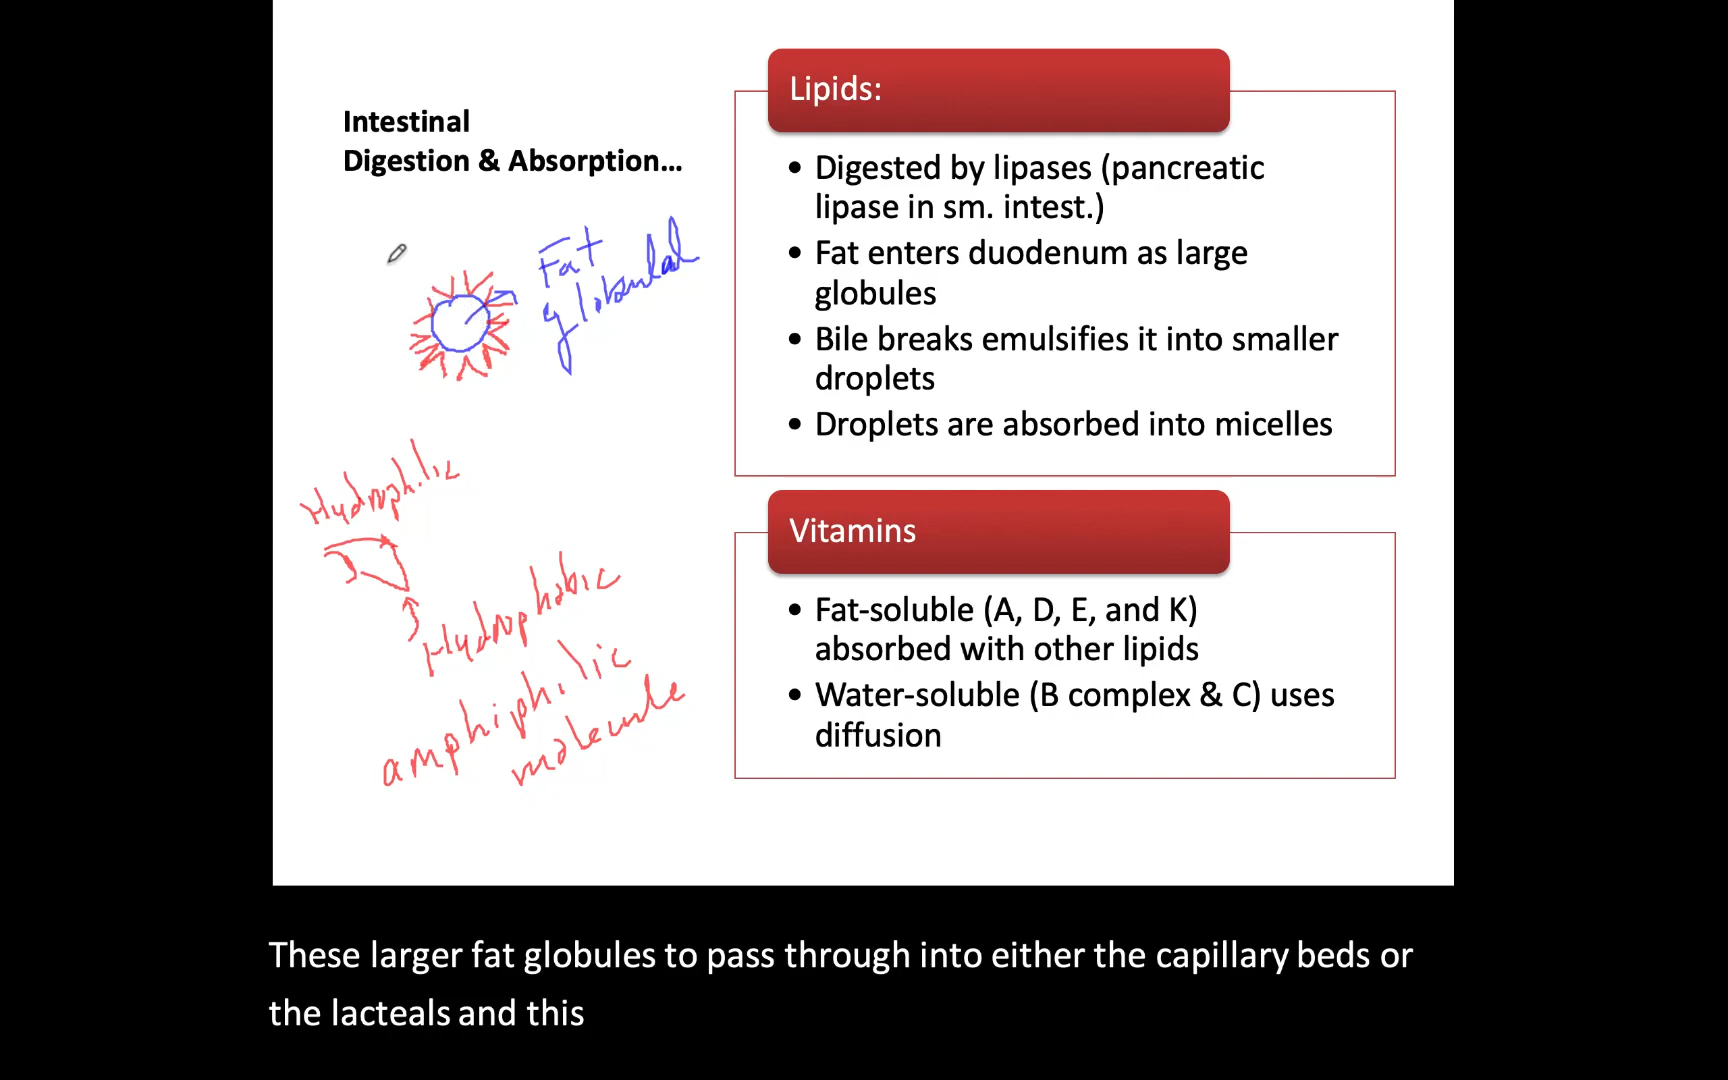 Intestinal
Digestion & Absorption...
Fat
globulal
Hydrophilic
Hydrophobic
amphiphilic
molecule
Lipids:
• Digested by lipases (pancreatic
lipase in sm. intest.)
• Fat enters duodenum as large
globules
• Bile breaks emulsifies it into smaller
droplets
• Droplets are absorbed into micelles
Vitamins
• Fat-soluble (A, D, E, and K)
absorbed with other lipids
• Water-soluble (B complex & C) uses
diffusion
These larger fat globules to pass through into either the capillary beds or
the lacteals and this